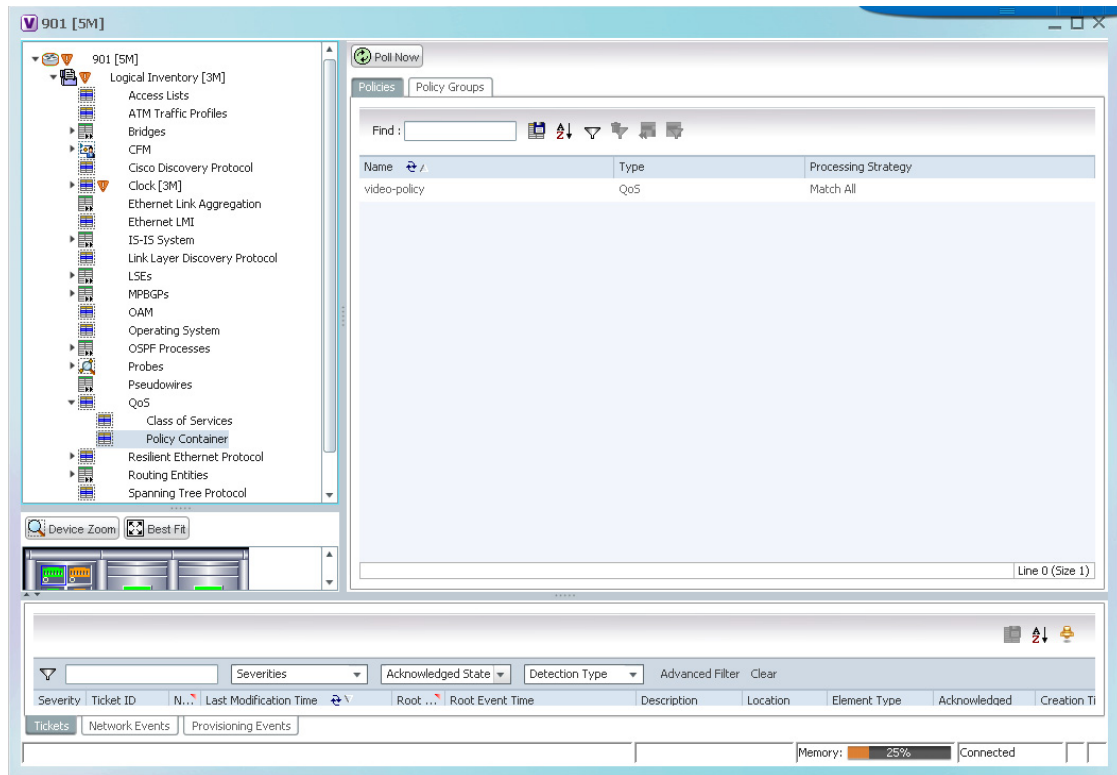 V 901 [5M]
901 [5M]
Logical Inventory [3M]
Access Lists
ATM Traffic Profiles
Bridges
CFM
Cisco Discovery Protocol
Clock [3M]
Ethernet Link Aggregation
Ethernet LMI
IS-IS System
Link Layer Discovery Protocol
LSEs
MPBGPs
OAM
Operating System
OSPF Processes
Probes
Pseudowires
QoS
Class of Services
Policy Container
Resilient Ethernet Protocol
Routing Entities
Spanning Tree Protocol
Device Zoom Best Fit
Poll Now
Policies Policy Groups
Find :
Name Type Processing Strategy
video-policy QoS Match All
Line 0 (Size 1)
Severities Acknowledged State Detection Type Advanced Filter Clear
Severity Ticket ID N... Last Modification Time Root ... Root Event Time Description Location Element Type Acknowledged Creation Ti
Tickets Network Events Provisioning Events
Memory: 25% Connected